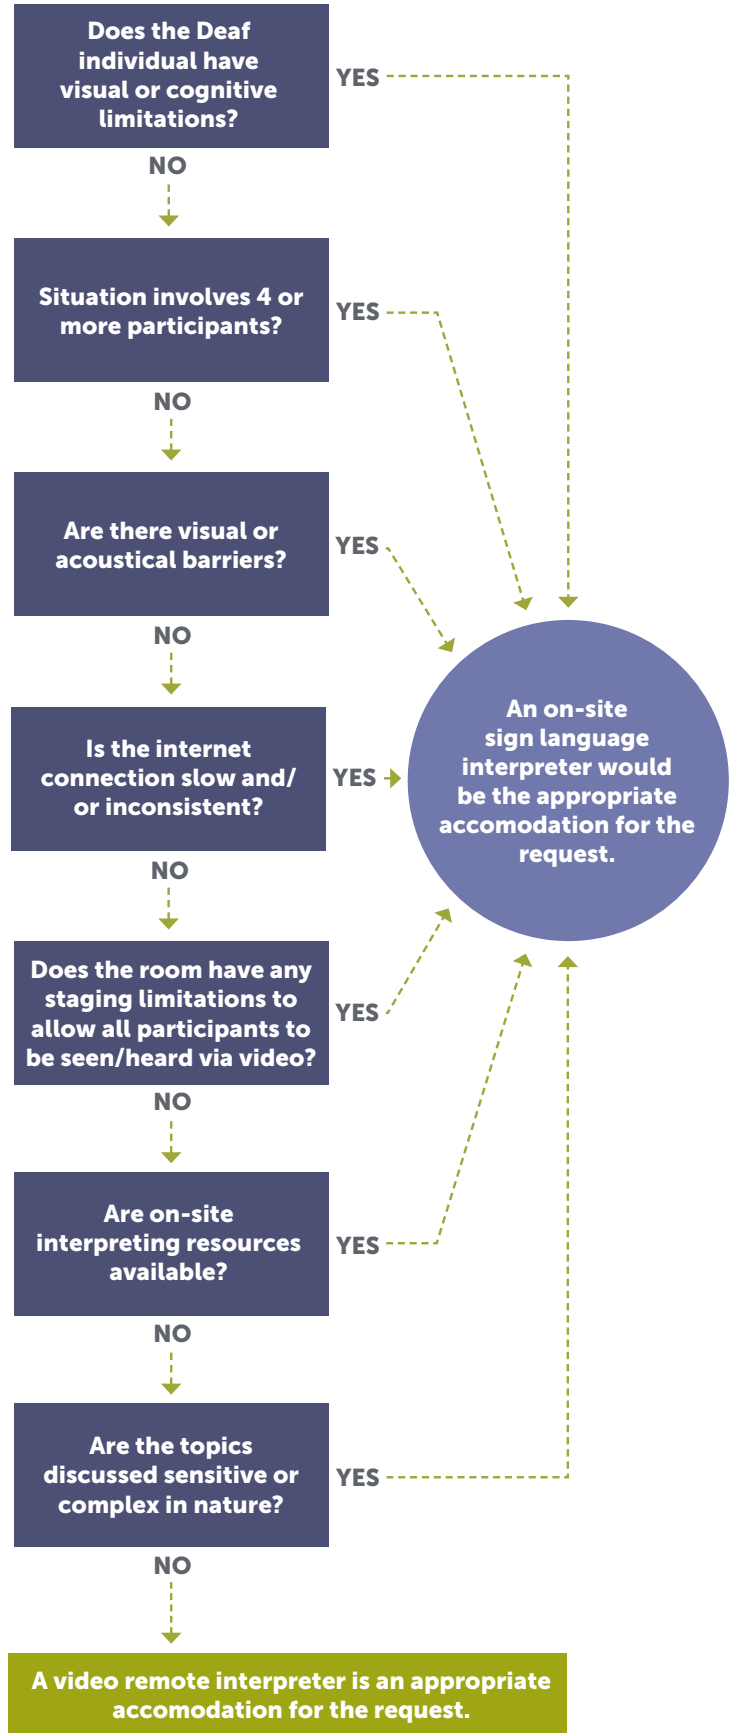 Does the Deaf
individual have
visual or cognitive
limitations?
YES
NO
Situation involves 4 or
more participants?
YES
NO
Are there visual or
acoustical barriers?
YES
NO
Is the internet
connection slow and/
or inconsistent?
YES
An on-site
sign language
interpreter would
be the appropriate
accomodation for the
request.
NO
Does the room have any
staging limitations to
allow all participants to
be seen/heard via video?
YES
NO
Are on-site
interpreting resources
available?
YES
NO
Are the topics
discussed sensitive or
complex in nature?
YES
NO
A video remote interpreter is an appropriate
accomodation for the request.